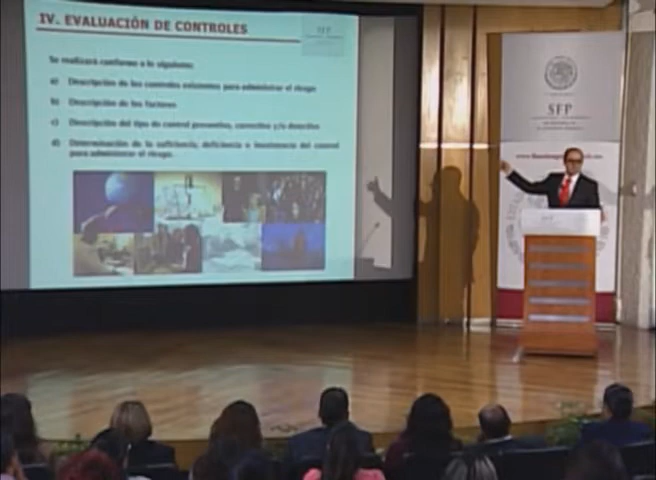 IV. EVALUACIÓN DE CONTROLES
SFP
Se realizará conforme a lo siguiente:
a) Descripción de los controles existentes para administrar el riesgo
b) Descripción de los factores
c) Descripción del tipo de control preventivo, correctivo y/o detectivo
d) Determinación de la suficiencia, deficiencia o inexistencia del control
para administrar el riesgo.
SFP